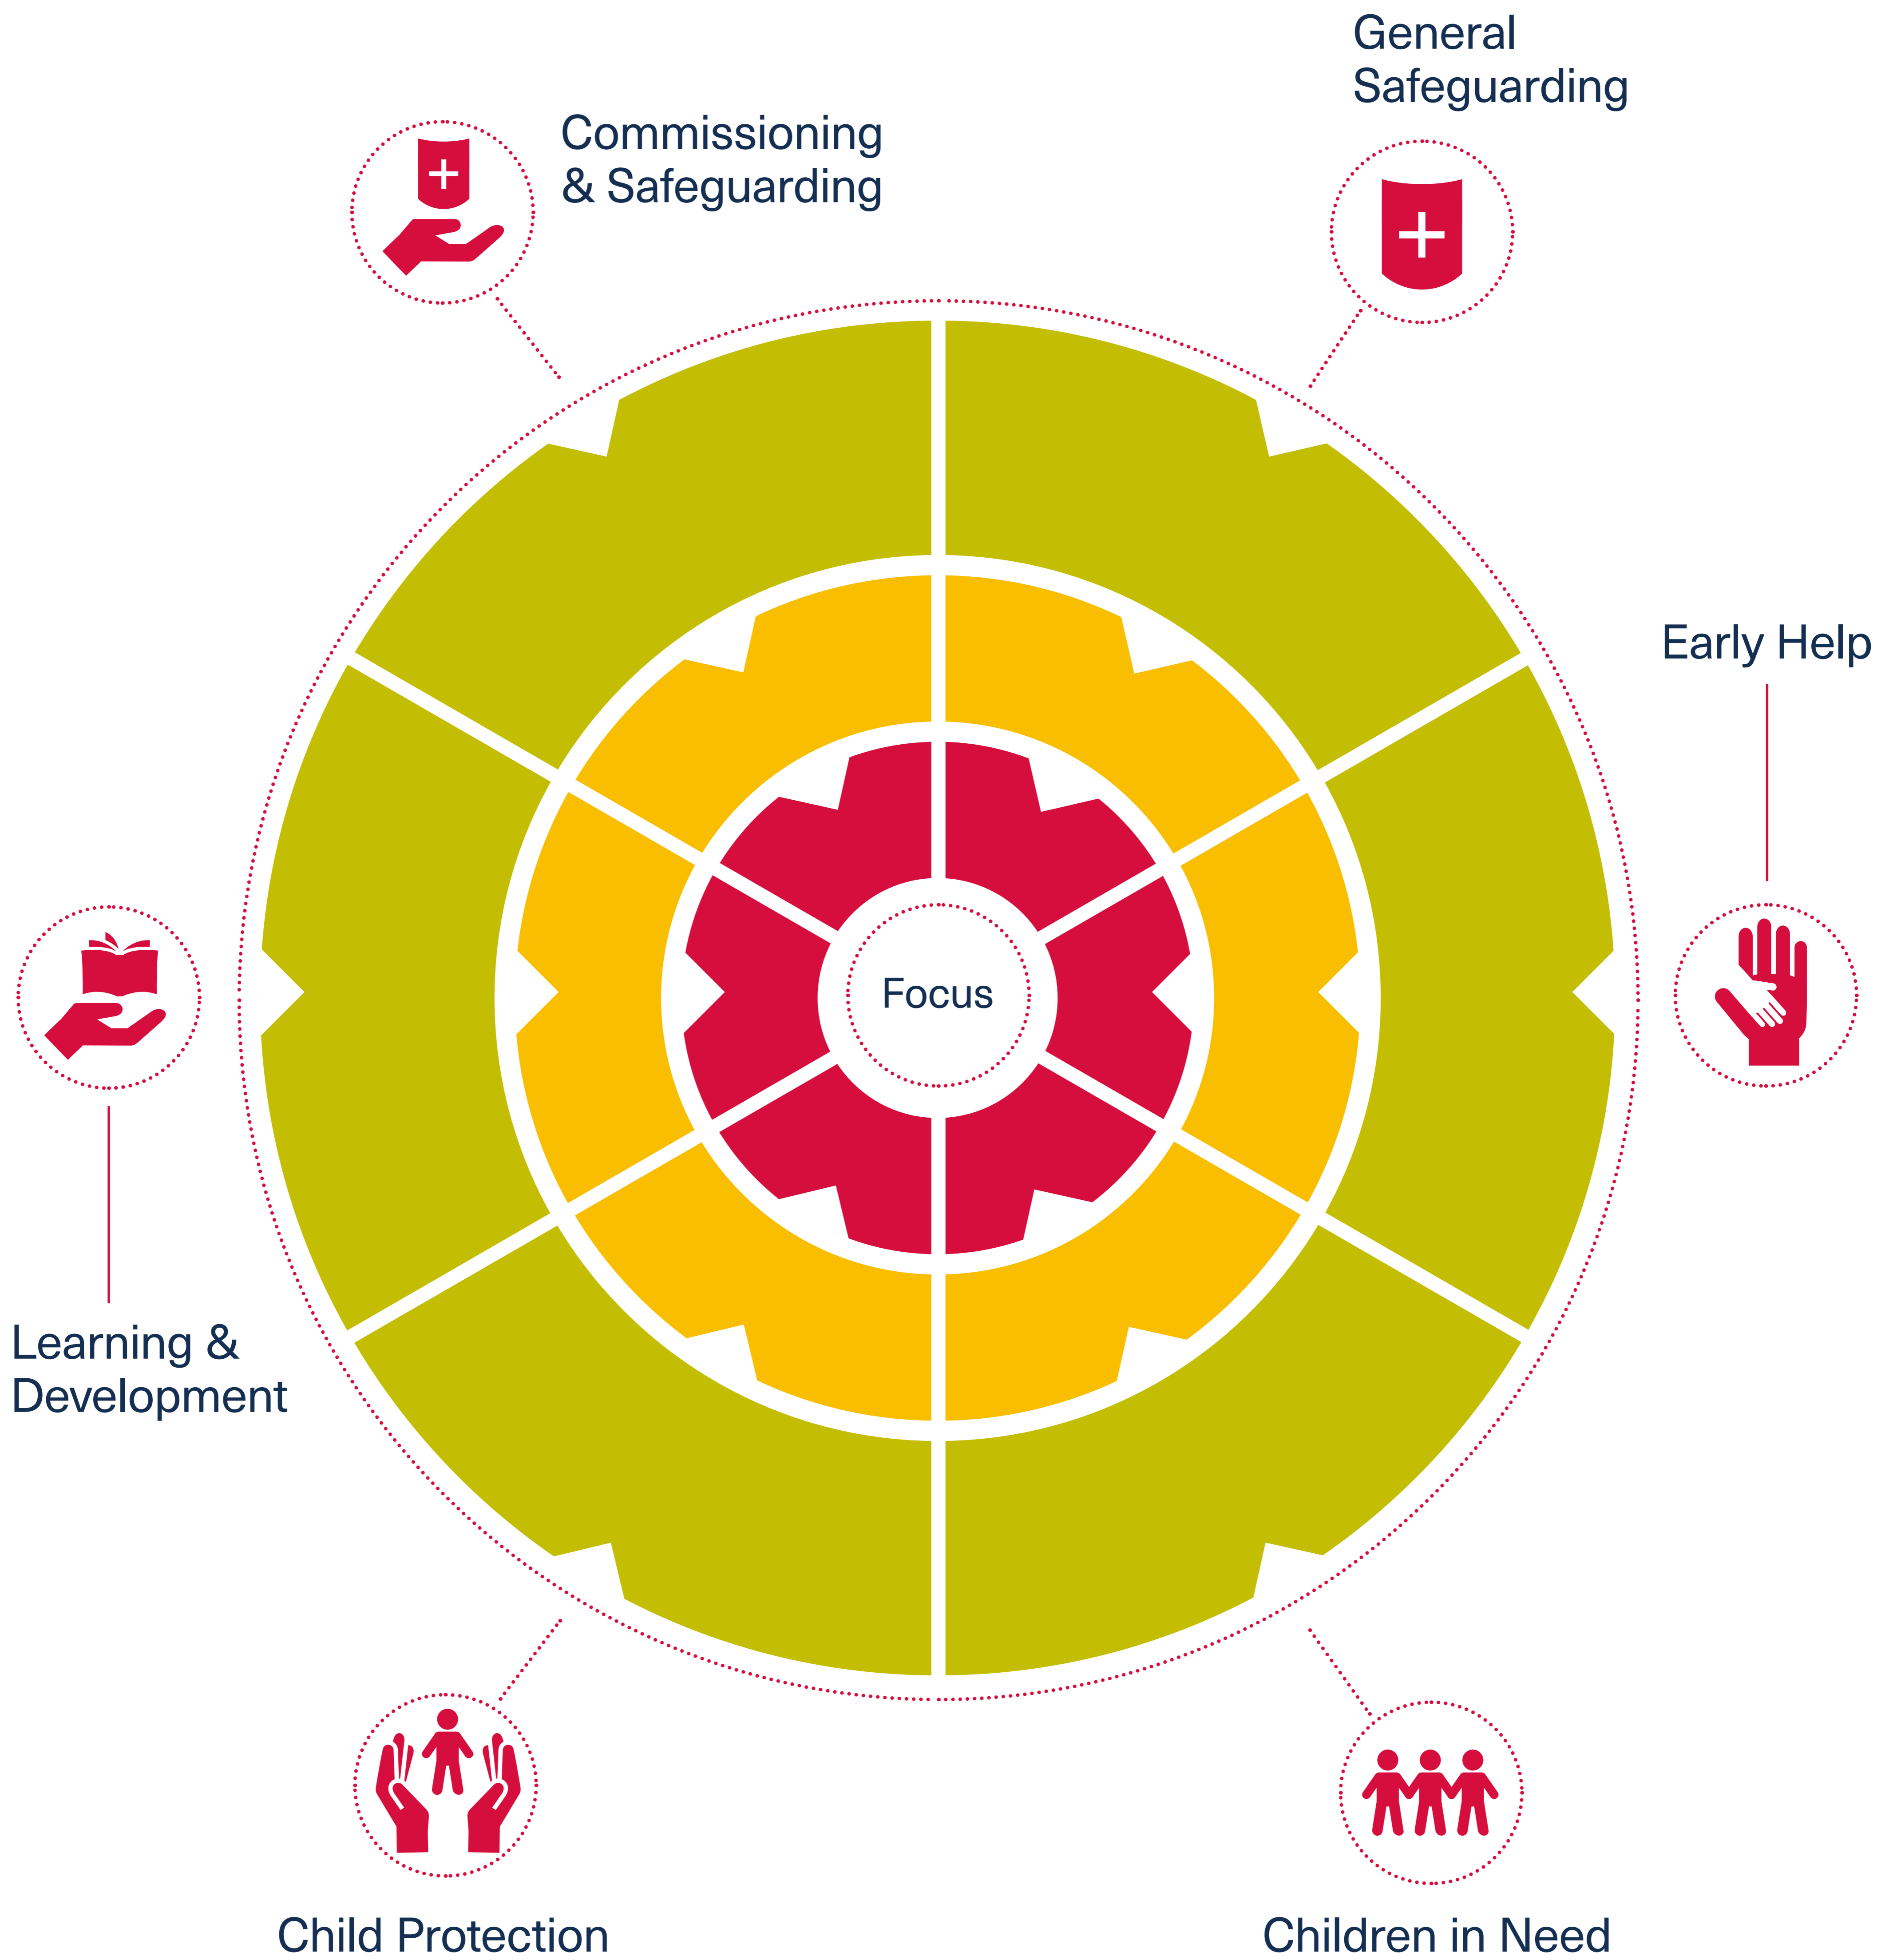 General
Safeguarding
Commissioning
& Safeguarding
Early Help
Focus
Learning &
Development
Child Protection
Children in Need